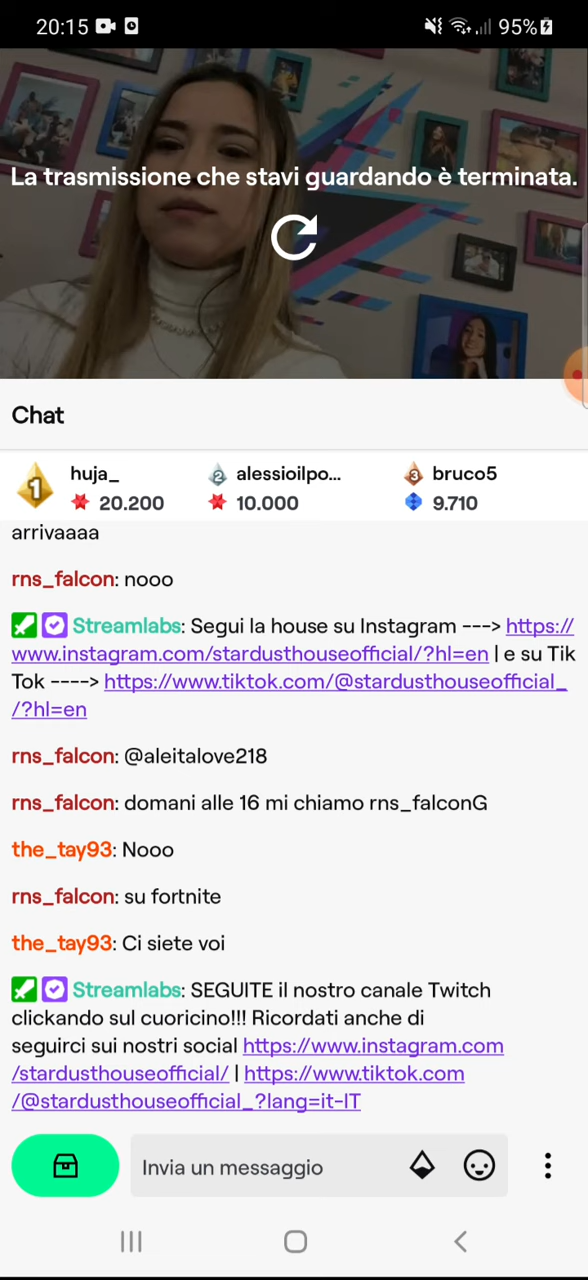 20:15
95%
La trasmissione che stavi guardando è terminata.
Chat
1 huja_ 2 alessioilpo... 3 bruco5
20.200 10.000 9.710
arrivaaaa
rns_falcon: nooo
Streamlabs: Segui la house su Instagram ---> https://
www.instagram.com/stardusthouseofficial/?hl=en | e su Tik
Tok ----> https://www.tiktok.com/@stardusthouseofficial_
/?hl=en
rns_falcon: @aleitalove218
rns_falcon: domani alle 16 mi chiamo rns_falconG
the_tay93: Nooo
rns_falcon: su fortnite
the_tay93: Ci siete voi
Streamlabs: SEGUITE il nostro canale Twitch
clickando sul cuoricino!!! Ricordati anche di
seguirci sui nostri social https://www.instagram.com
/stardusthouseofficial/ | https://www.tiktok.com
/@stardusthouseofficial_?lang=it-IT
Invia un messaggio